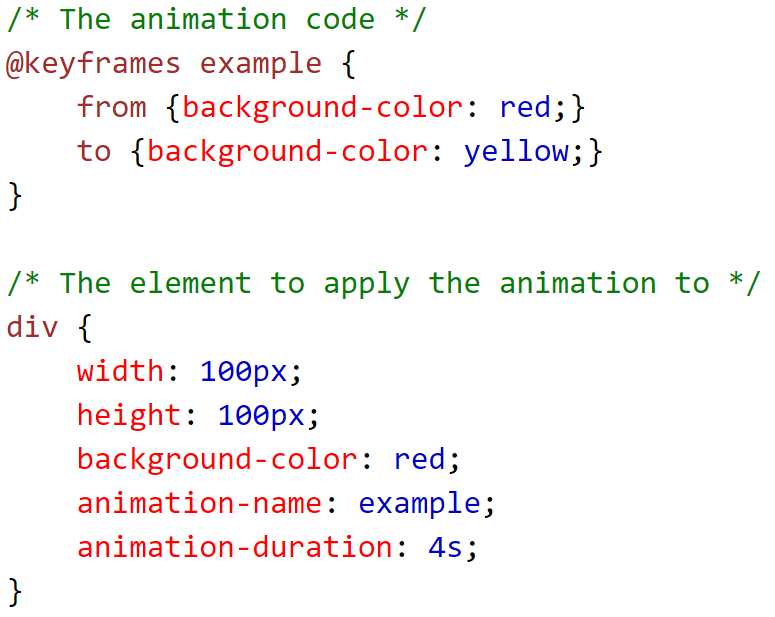 /* The animation code */
@keyframes example {
    from {background-color: red;}
    to {background-color: yellow;}
}

/* The element to apply the animation to */
div {
    width: 100px;
    height: 100px;
    background-color: red;
    animation-name: example;
    animation-duration: 4s;
}